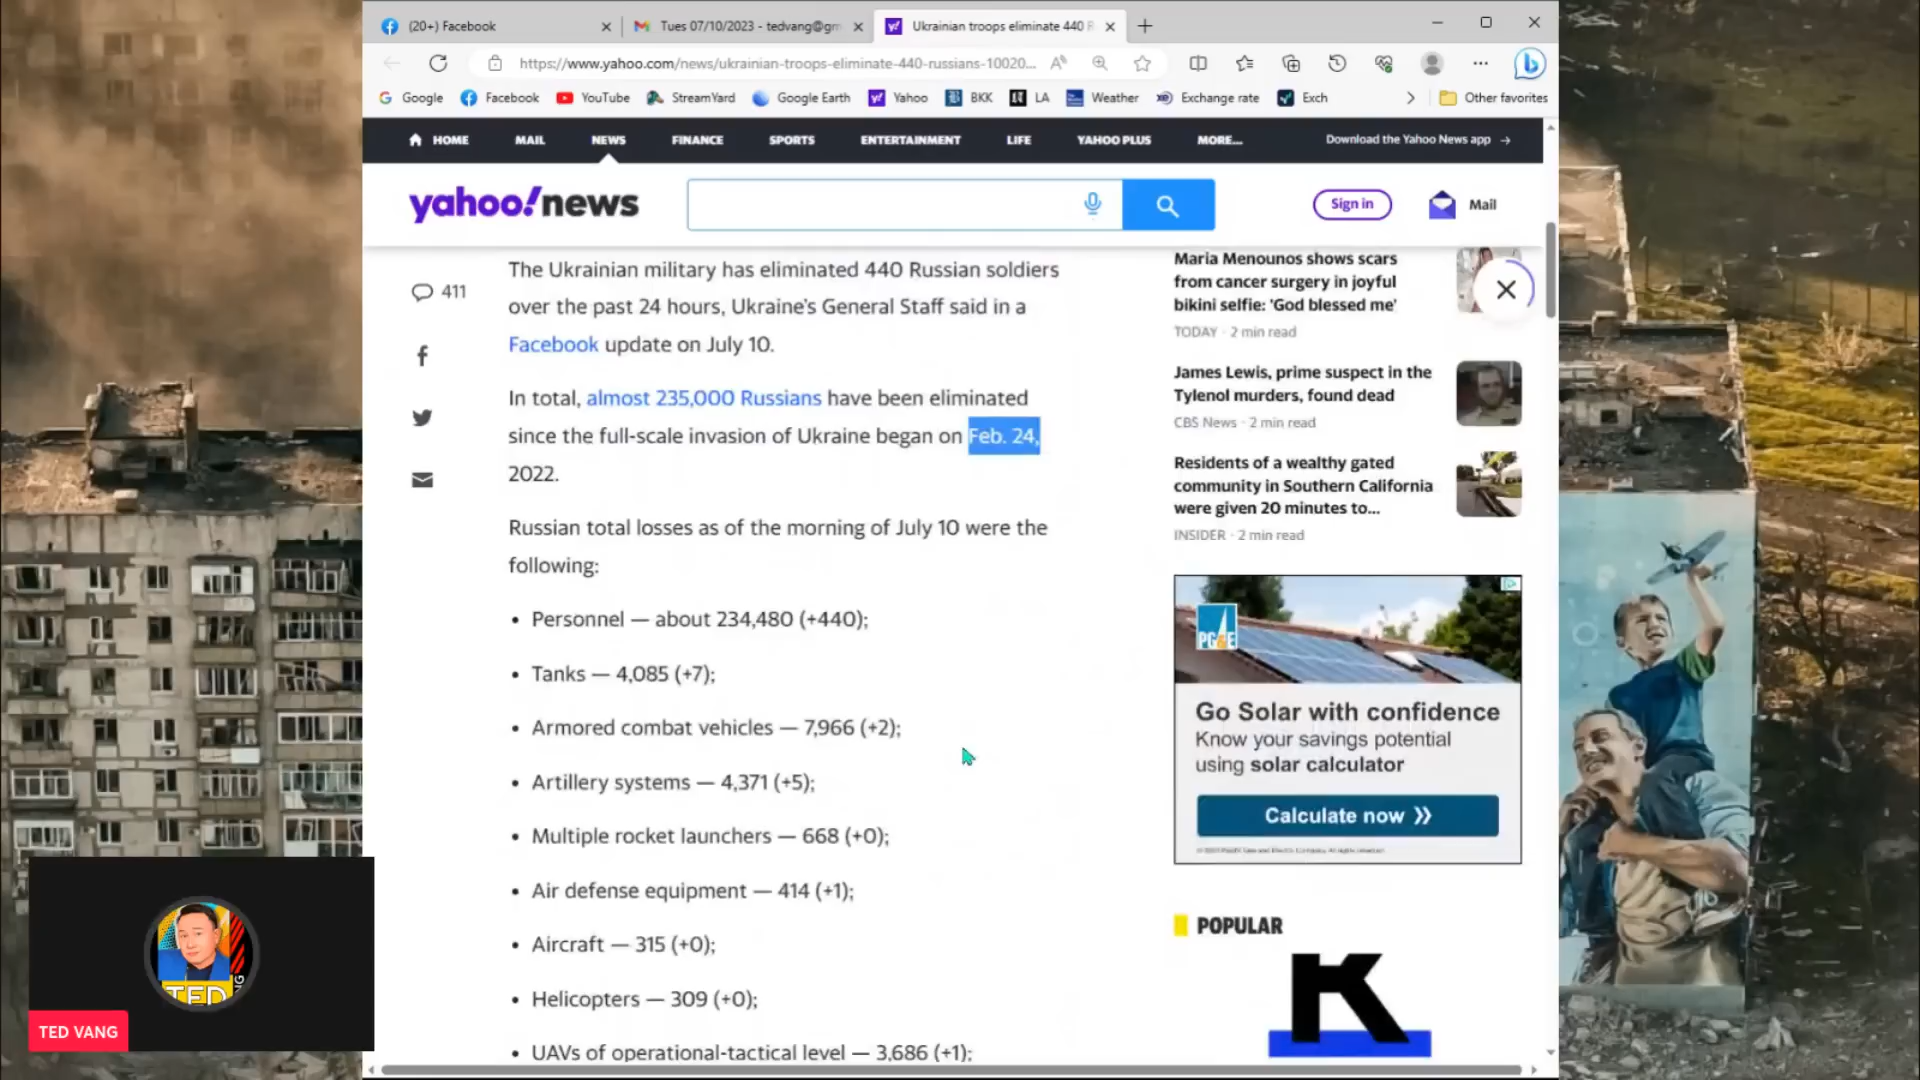 (20+) Facebook
Tues 07/10/2023 - tedvang@gm
Ukrainian troops eliminate 440 R
https://www.yahoo.com/news/ukrainian-troops-eliminate-440-russians-10020...
Google
Facebook
YouTube
StreamYard
Google Earth
Yahoo
BKK
LA
Weather
Exchange rate
Exch
Other favorites
HOME
MAIL
NEWS
FINANCE
SPORTS
ENTERTAINMENT
LIFE
YAHOO PLUS
MORE...
Download the Yahoo News app →
yahoo!news
Sign in
Mail
411
The Ukrainian military has eliminated 440 Russian soldiers
over the past 24 hours, Ukraine's General Staff said in a
Facebook update on July 10.
In total, almost 235,000 Russians have been eliminated
since the full-scale invasion of Ukraine began on Feb. 24,
2022.
Russian total losses as of the morning of July 10 were the
following:
• Personnel — about 234,480 (+440);
• Tanks — 4,085 (+7);
• Armored combat vehicles — 7,966 (+2);
• Artillery systems — 4,371 (+5);
• Multiple rocket launchers — 668 (+0);
• Air defense equipment — 414 (+1);
• Aircraft — 315 (+0);
• Helicopters — 309 (+0);
• UAVs of operational-tactical level — 3,686 (+1);
Maria Menounos shows scars
from cancer surgery in joyful
bikini selfie: 'God blessed me'
TODAY · 2 min read
James Lewis, prime suspect in the
Tylenol murders, found dead
CBS News · 2 min read
Residents of a wealthy gated
community in Southern California
were given 20 minutes to...
INSIDER · 2 min read
PG&E
Go Solar with confidence
Know your savings potential
using solar calculator
Calculate now
POPULAR
K
TED
TED VANG